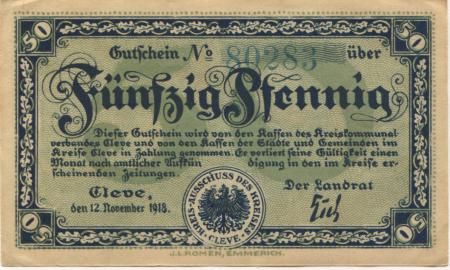 50 50
Gutschein No 80283 über
Fünfzig Pfennig
Dieser Gutschein wird von den Kassen des Kreiskommunal
verbandes Cleve und von den Kassen der Städte und Gemeinden im
Kreise Cleve in Zahlung genommen. Es verliert seine Gültigkeit einen
Monat nach amtlicher Aufkün digung in den im Kreise er-
scheinenden Zeitungen.
Cleve, Der Landrat
den 12. November 1918.
KREIS-AUSSCHUSS DES KREISES
CLEVE
50 50
J.L.ROMEN, EMMERICH.